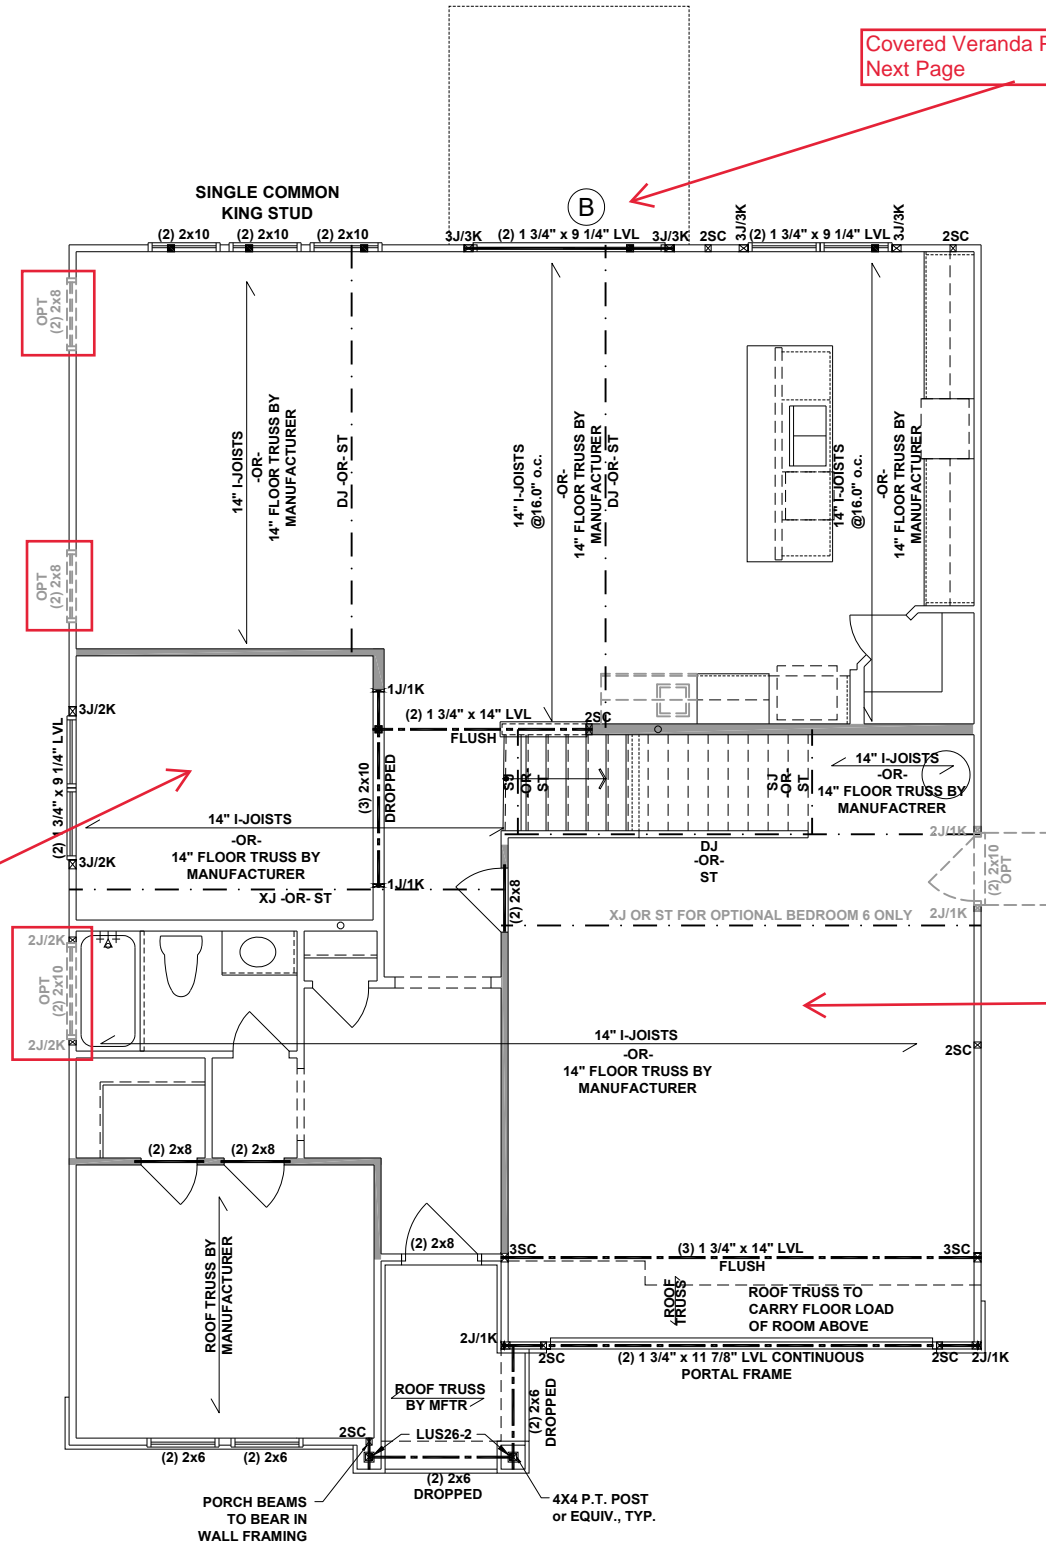 Covered Veranda
Next Page
SINGLE COMMON
KING STUD
B
(2) 2x10
(2) 2x10
(2) 2x10
3J/3K
(2) 1 3/4" x 9 1/4" LVL
3J/3K
2SC
3J/3K
(2) 1 3/4" x 9 1/4" LVL
3J/3K
2SC
OPT
(2) 2x8
14" I-JOISTS
-OR-
14" FLOOR TRUSS BY
MANUFACTURER
DJ -OR- ST
14" I-JOISTS
@16.0" o.c.
-OR-
14" FLOOR TRUSS BY
MANUFACTURER
DJ -OR- ST
14" I-JOISTS
@16.0" o.c.
-OR-
14" FLOOR TRUSS BY
MANUFACTURER
OPT
(2) 2x8
3J/2K
(2) 1 3/4" x 9 1/4" LVL
3J/2K
1J/1K
(2) 1 3/4" x 14" LVL
FLUSH
2SC
(3) 2x10
DROPPED
1J/1K
SJ
-OR-
ST
SJ
-OR-
ST
14" I-JOISTS
-OR-
14" FLOOR TRUSS BY
MANUFACTRER
14" I-JOISTS
-OR-
14" FLOOR TRUSS BY
MANUFACTURER
XJ -OR- ST
DJ
-OR-
ST
2J/1K
(2) 2x10
OPT
2J/1K
(2) 2x8
XJ OR ST FOR OPTIONAL BEDROOM 6 ONLY
2J/2K
OPT
(2) 2x10
2J/2K
14" I-JOISTS
-OR-
14" FLOOR TRUSS BY
MANUFACTURER
2SC
(2) 2x8
(2) 2x8
ROOF TRUSS BY
MANUFACTURER
(2) 2x8
3SC
(3) 1 3/4" x 14" LVL
FLUSH
3SC
ROOF
TRUSS
ROOF TRUSS TO
CARRY FLOOR LOAD
OF ROOM ABOVE
2J/1K
2SC
(2) 1 3/4" x 11 7/8" LVL CONTINUOUS
PORTAL FRAME
2SC
2J/1K
ROOF TRUSS
BY MFTR
(2) 2x6
DROPPED
2SC
LUS26-2
(2) 2x6
(2) 2x6
(2) 2x6
DROPPED
PORCH BEAMS
TO BEAR IN
WALL FRAMING
4X4 P.T. POST
or EQUIV., TYP.